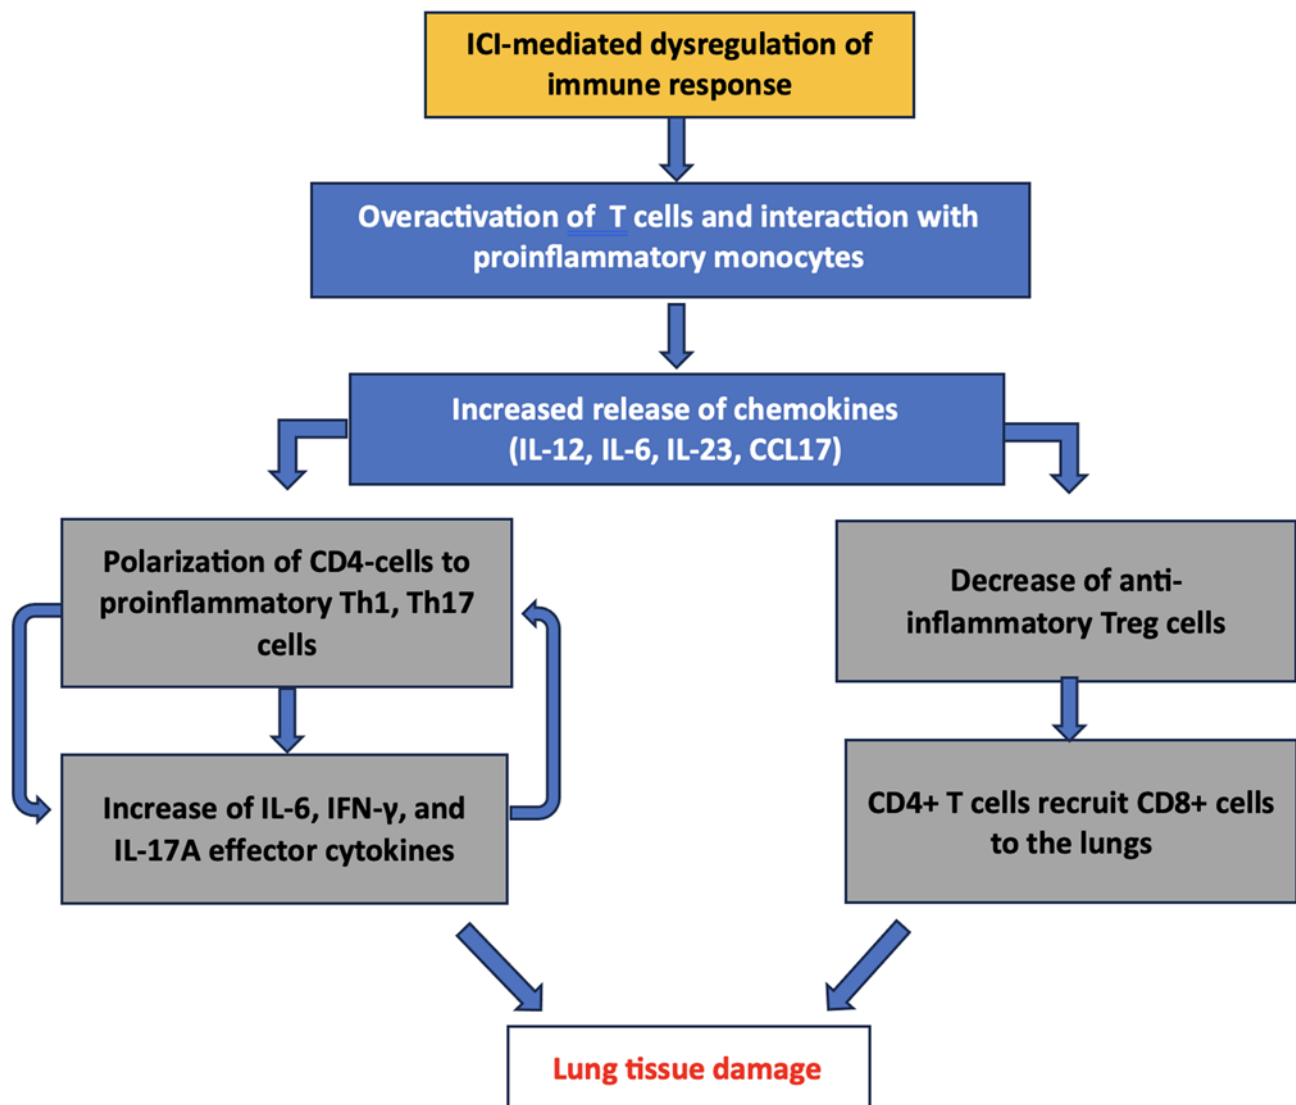 ICI-mediated dysregulation of
immune response
Overactivation of T cells and interaction with
proinflammatory monocytes
Increased release of chemokines
(IL-12, IL-6, IL-23, CCL17)
Polarization of CD4-cells to
proinflammatory Th1, Th17
cells
Decrease of anti-
inflammatory Treg cells
Increase of IL-6, IFN-γ, and
IL-17A effector cytokines
CD4+ T cells recruit CD8+ cells
to the lungs
Lung tissue damage